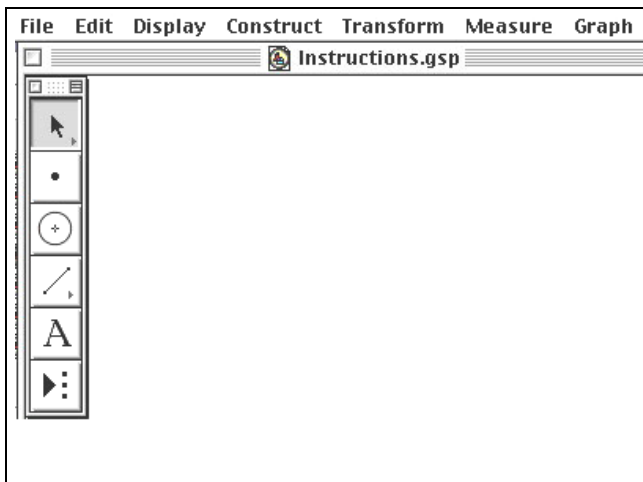 File Edit Display Construct Transform Measure Graph
Instructions.gsp
A